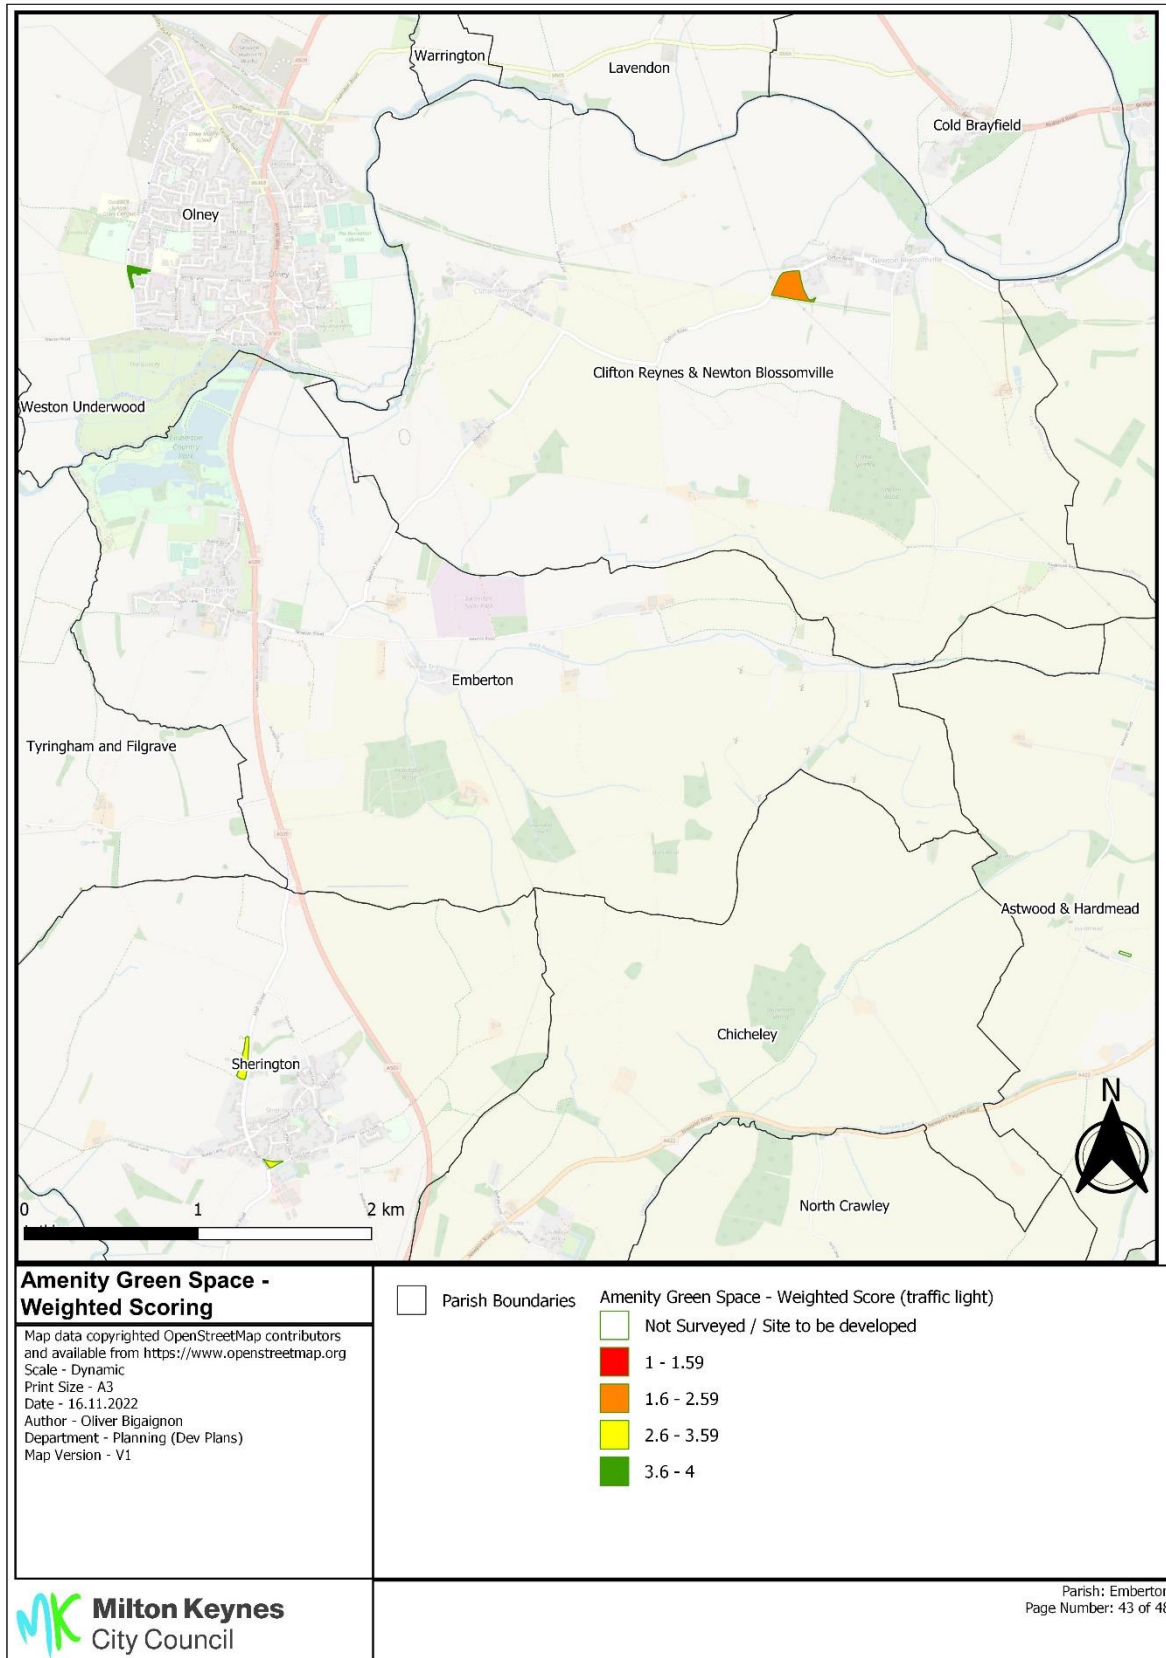 Warrington
Lavendon
Cold Brayfield
Olney
Olney
Clifton Reynes & Newton Blossomville
Weston Underwood
Emberton
Tyringham and Filgrave
Astwood & Hardmead
Chicheley
Sherington
North Crawley
N
0 1 2 km
Amenity Green Space -
Weighted Scoring
Map data copyrighted OpenStreetMap contributors
and available from https://www.openstreetmap.org
Scale - Dynamic
Print Size - A3
Date - 16.11.2022
Author - Oliver Bigaignon
Department - Planning (Dev Plans)
Map Version - V1
Parish Boundaries
Amenity Green Space - Weighted Score (traffic light)
Not Surveyed / Site to be developed
1 - 1.59
1.6 - 2.59
2.6 - 3.59
3.6 - 4
MK Milton Keynes
City Council
Parish: Emberton
Page Number: 43 of 48